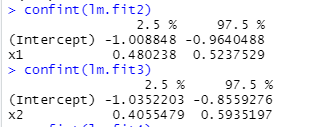 > confint(lm.fit2)
2.5 % 97.5 %
(Intercept) -1.008848 -0.9640488
x1 0.480238 0.5237529
> confint(lm.fit3)
2.5 % 97.5 %
(Intercept) -1.0352203 -0.8559276
x2 0.4055479 0.5935197